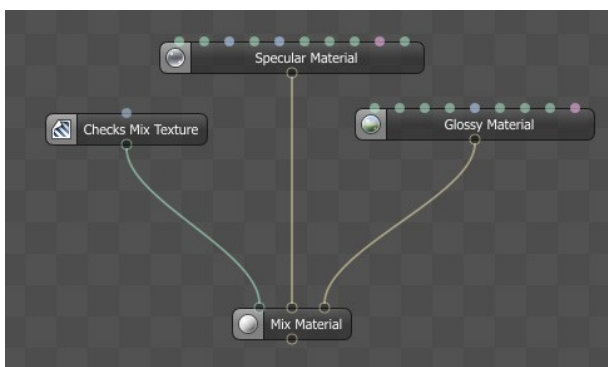 Specular Material
Checks Mix Texture
Glossy Material
Mix Material